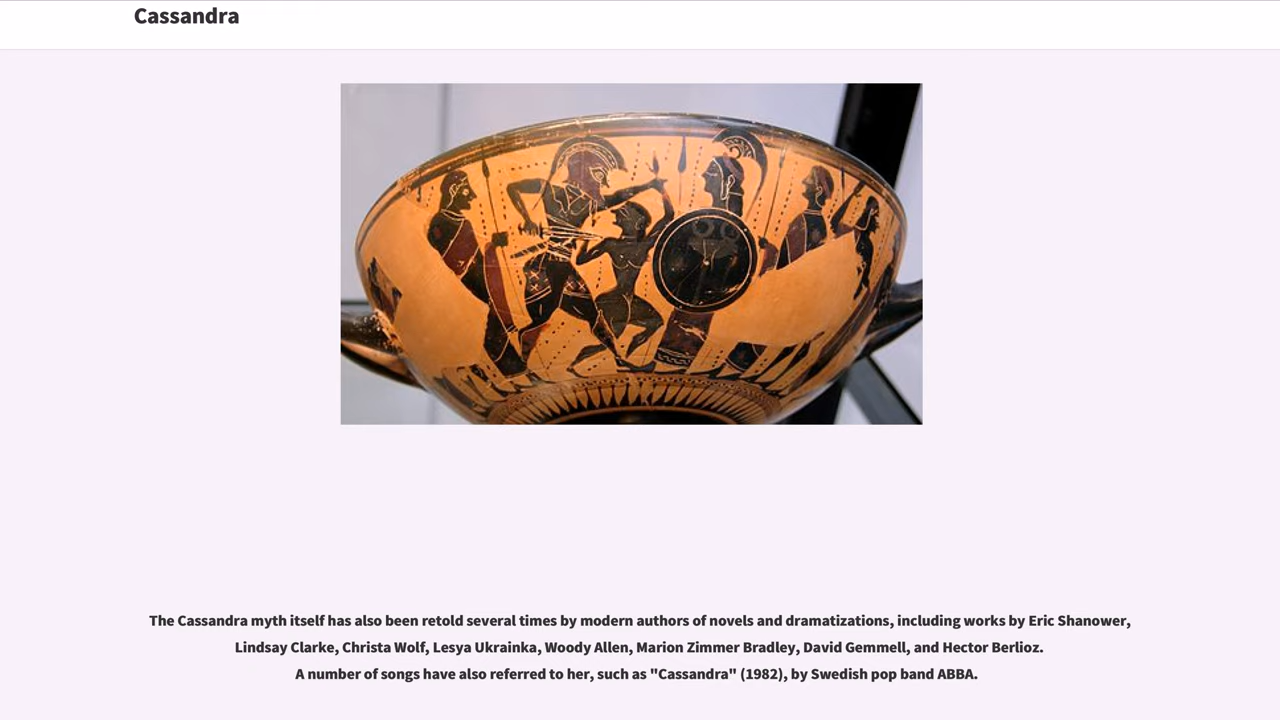 Cassandra
The Cassandra myth itself has also been retold several times by modern authors of novels and dramatizations, including works by Eric Shanower,
Lindsay Clarke, Christa Wolf, Lesya Ukrainka, Woody Allen, Marion Zimmer Bradley, David Gemmell, and Hector Berlioz.
A number of songs have also referred to her, such as "Cassandra" (1982), by Swedish pop band ABBA.